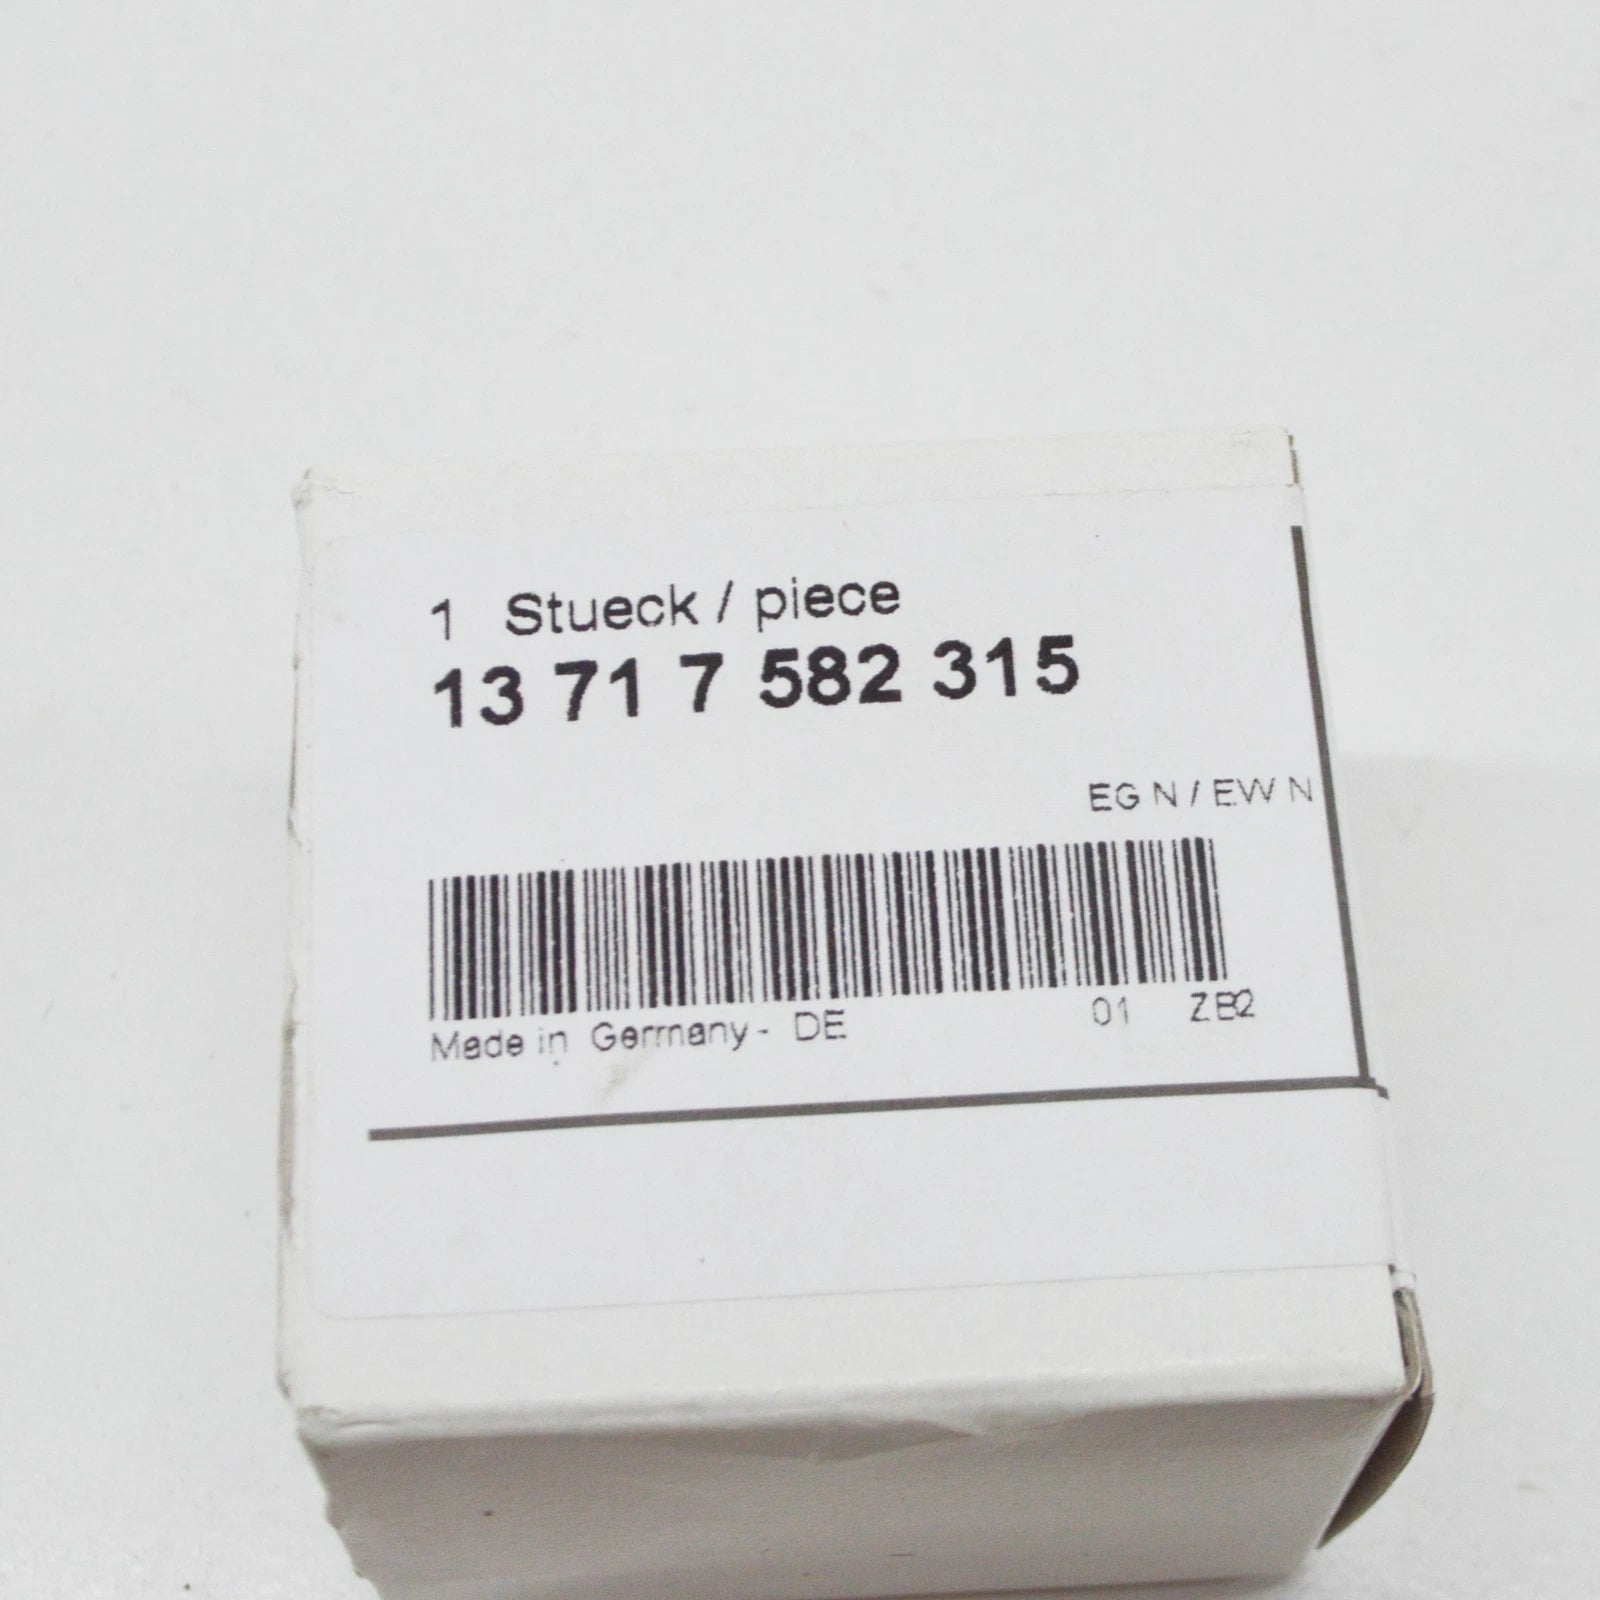 1 Stueck / piece
13 71 7 582 315
EG N / EW N
Made in Germany - DE 01 ZB2